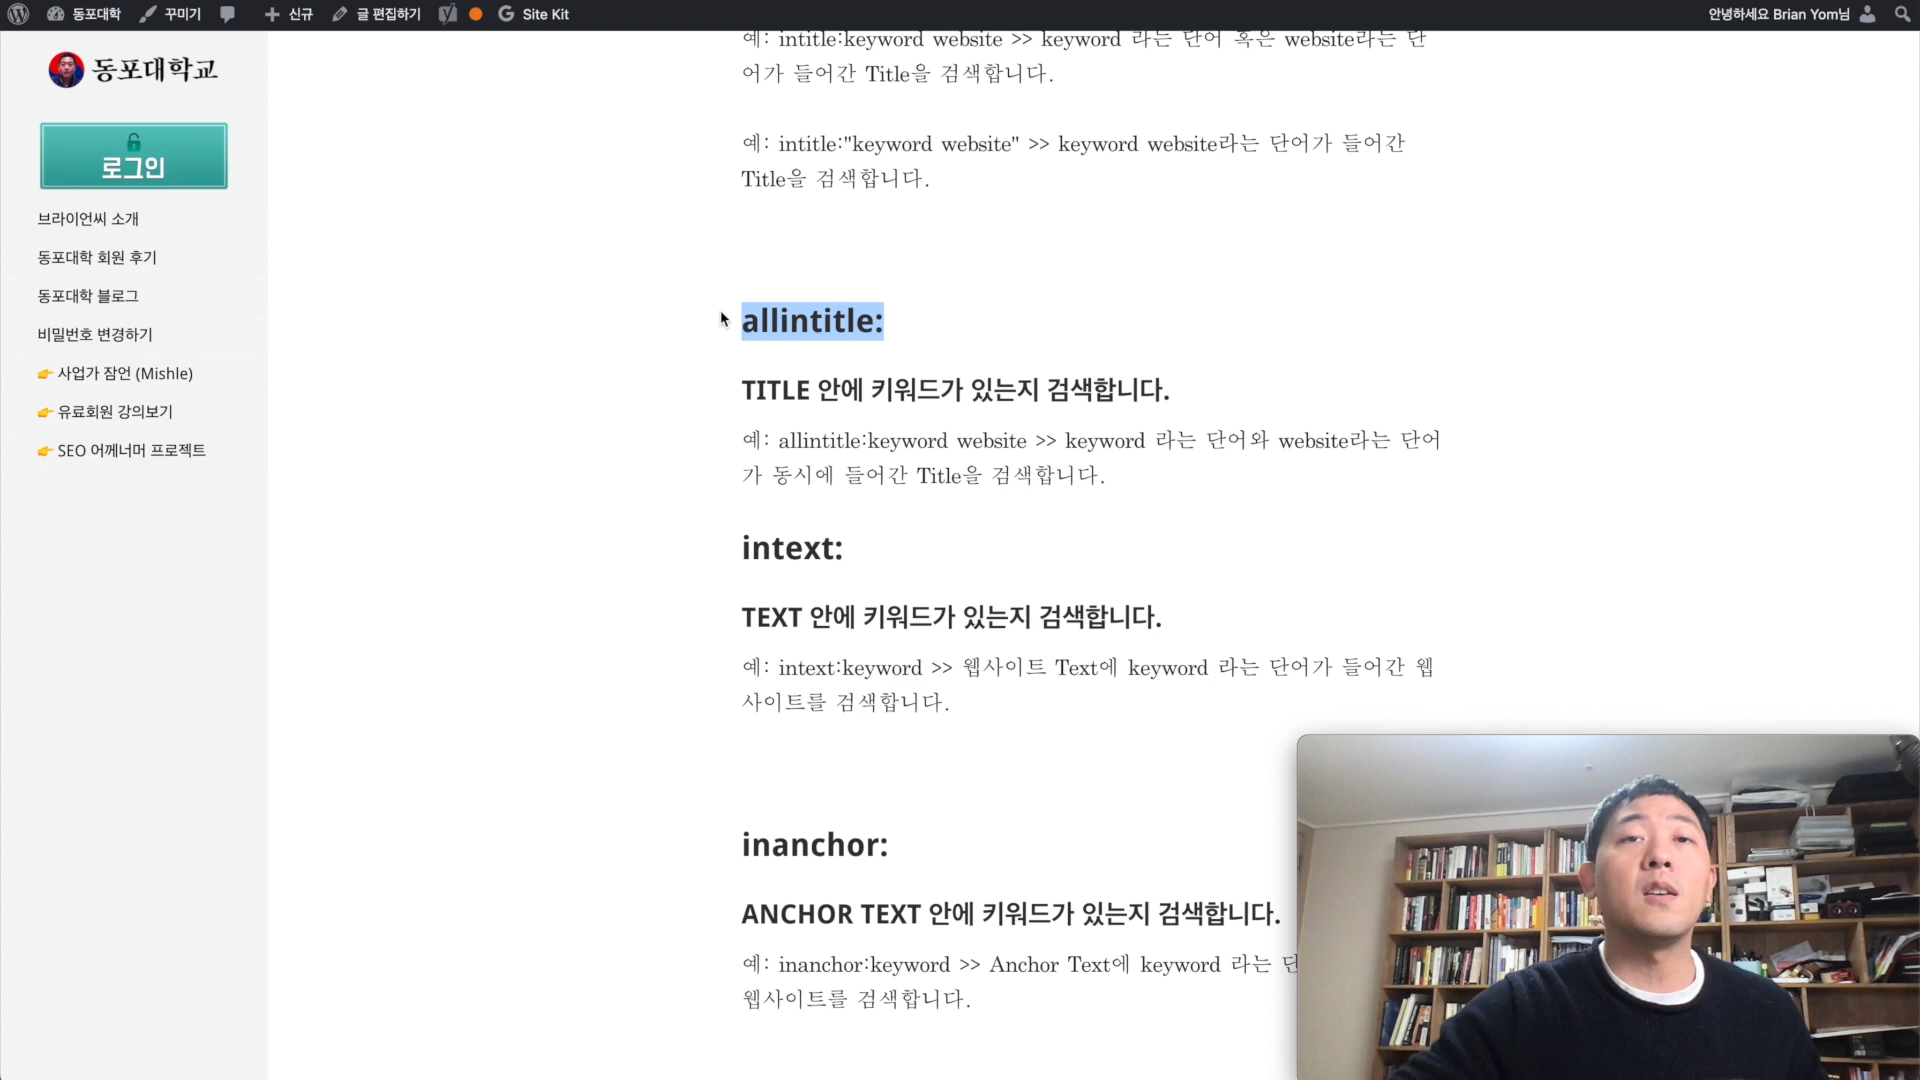 동포대학
꾸미기
신규
글 편집하기
Site Kit
안녕하세요 Brian Yom님
동포대학교
로그인
브라이언씨 소개
동포대학 회원 후기
동포대학 블로그
비밀번호 변경하기
사업가 잠언 (Mishle)
유료회원 강의보기
SEO 어깨너머 프로젝트
예: intitle:keyword website >> keyword 라는 단어 혹은 website라는 단
어가 들어간 Title을 검색합니다.
예: intitle:"keyword website" >> keyword website라는 단어가 들어간
Title을 검색합니다.
allintitle:
TITLE 안에 키워드가 있는지 검색합니다.
예: allintitle:keyword website >> keyword 라는 단어와 website라는 단어
가 동시에 들어간 Title을 검색합니다.
intext:
TEXT 안에 키워드가 있는지 검색합니다.
예: intext:keyword >> 웹사이트 Text에 keyword 라는 단어가 들어간 웹
사이트를 검색합니다.
inanchor:
ANCHOR TEXT 안에 키워드가 있는지 검색합니다.
예: inanchor:keyword >> Anchor Text에 keyword 라는 단
웹사이트를 검색합니다.